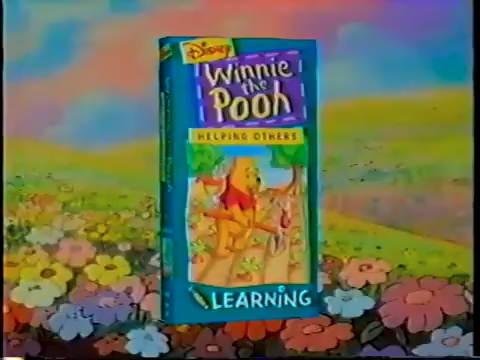 Disney
Winnie
the
Pooh
HELPING OTHERS
LEARNING